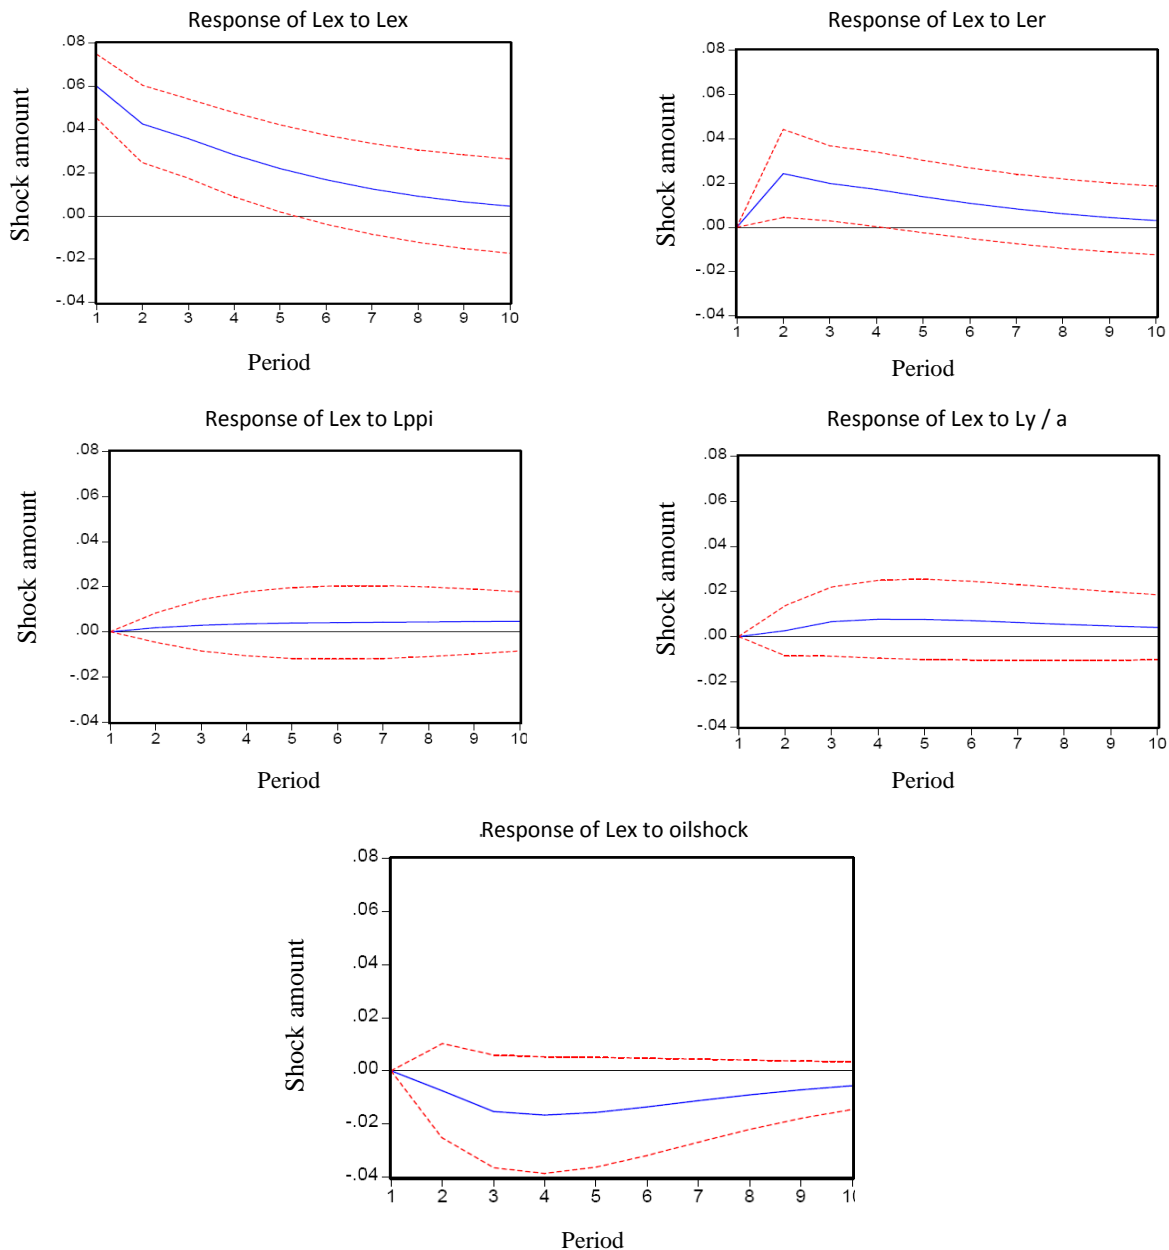 Response of Lex to Lex
Shock amount
.08
.06
.04
.02
.00
-.02
-.04
1 2 3 4 5 6 7 8 9 10
Period
Response of Lex to Ler
Shock amount
.08
.06
.04
.02
.00
-.02
-.04
1 2 3 4 5 6 7 8 9 10
Period
Response of Lex to Lppi
Shock amount
.08
.06
.04
.02
.00
-.02
-.04
1 2 3 4 5 6 7 8 9 10
Period
Response of Lex to Ly / a
Shock amount
.08
.06
.04
.02
.00
-.02
-.04
1 2 3 4 5 6 7 8 9 10
Period
.Response of Lex to oilshock
Shock amount
.08
.06
.04
.02
.00
-.02
-.04
1 2 3 4 5 6 7 8 9 10
Period